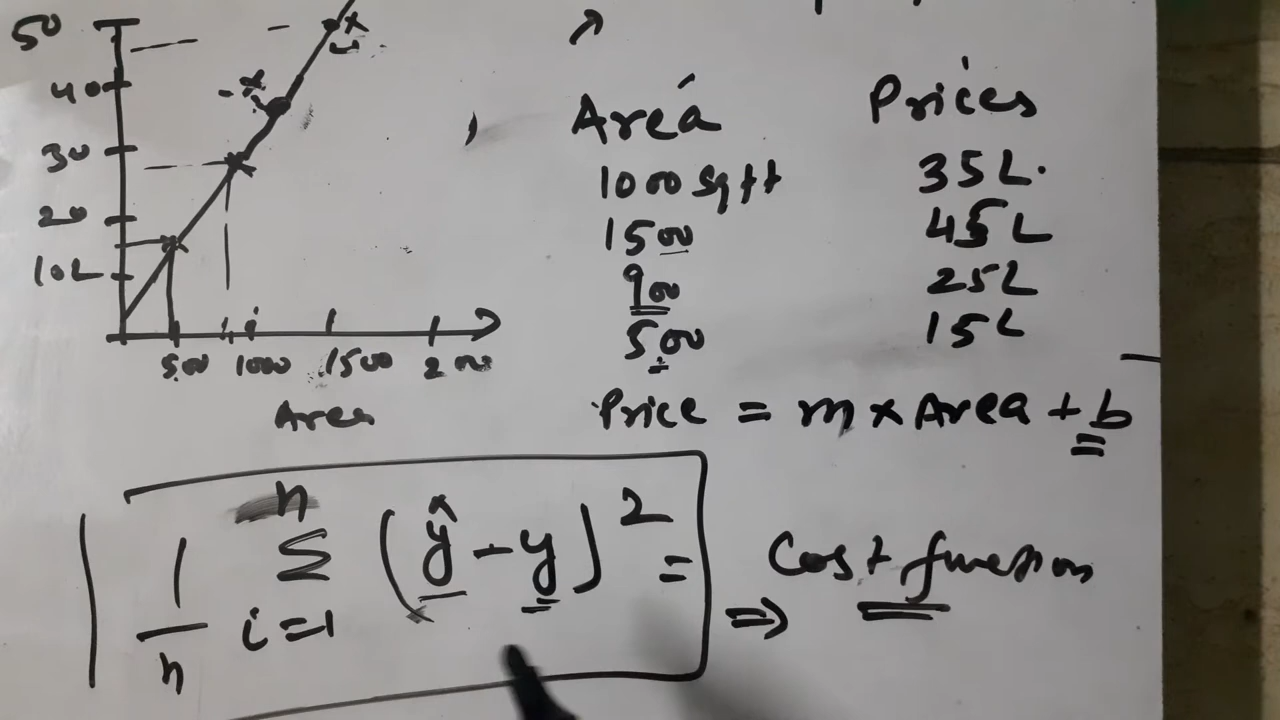 50
40
30
20
10L
500 1000 1500 2000
Area
Area Prices
1000 sqft 35L.
1500 45L
900 25L
500 15L
Price = m x Area + b
1/n n Σ i=1 (ŷ - y)² = ⇒ Cost function